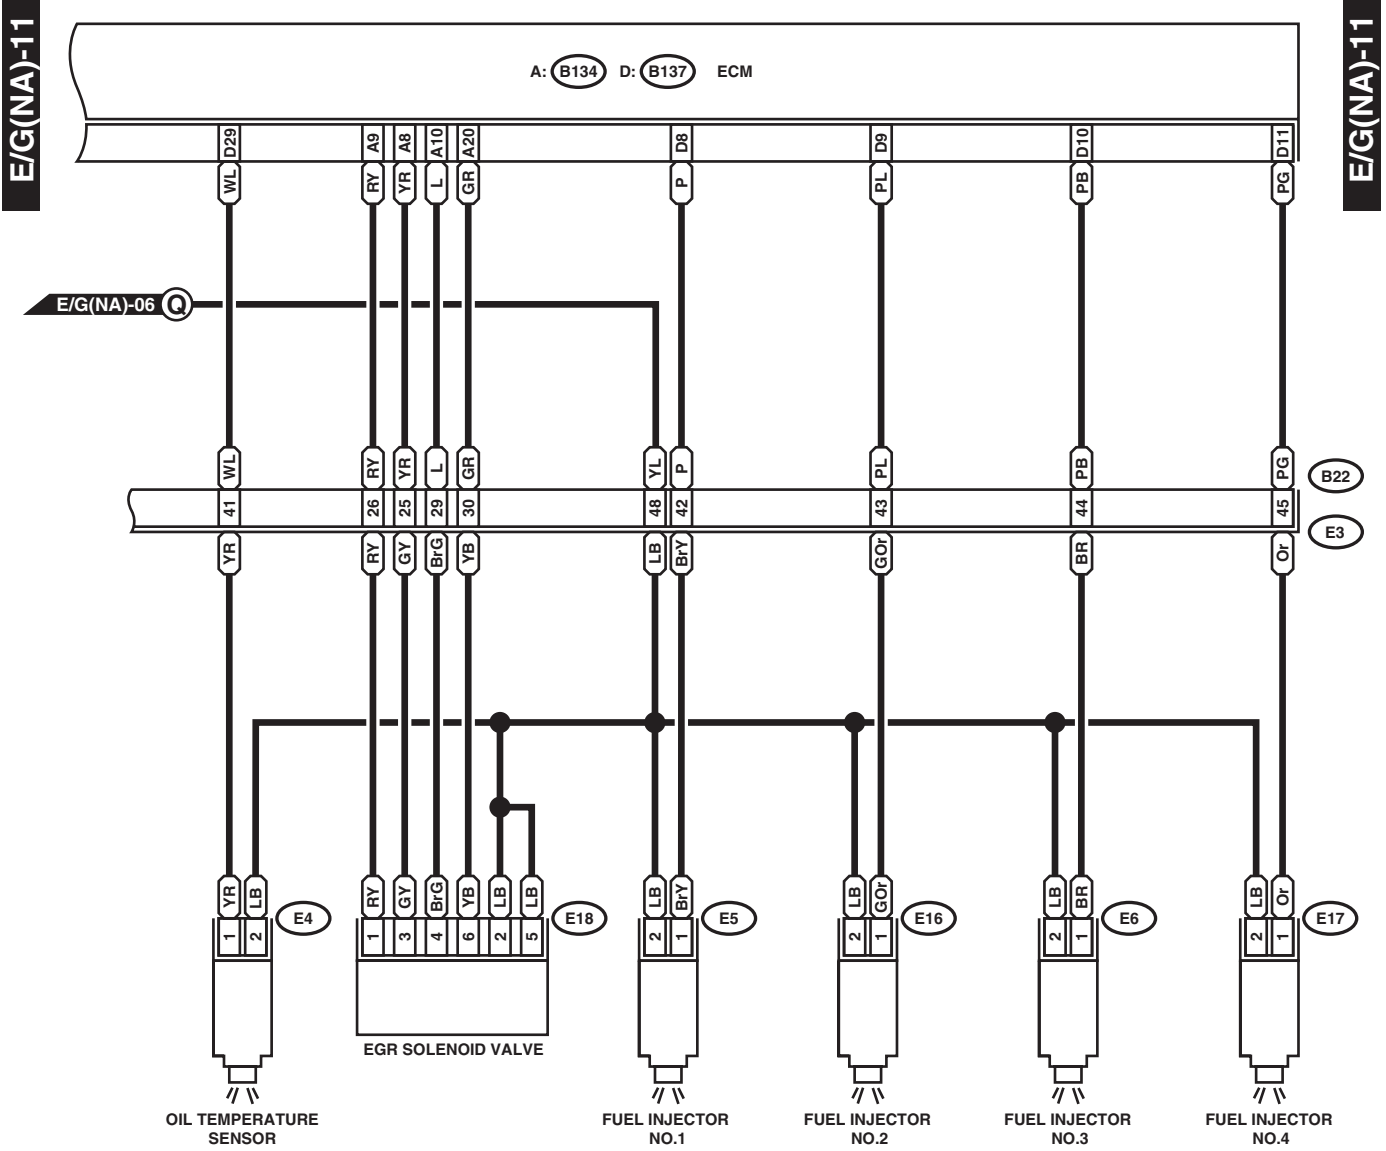 E/G(NA)-11
E/G(NA)-11
A: B134 D: B137 ECM
D29 A9 A8 A10 A20 D8 D9 D10 D11
WL RY YR L GR P PL PB PG
E/G(NA)-06 Q
WL RY YR L GR YL P PL PB PG
B22
41 26 25 29 30 48 42 43 44 45
E3
YR RY GY BrG YB LB BrY GOr BR Or
YR LB RY GY BrG YB LB LB LB BrY LB GOr LB BR LB Or
E4 E18 E5 E16 E6 E17
1 2 1 3 4 6 2 5 2 1 2 1 2 1 2 1
EGR SOLENOID VALVE
OIL TEMPERATURE
SENSOR
FUEL INJECTOR
NO.1
FUEL INJECTOR
NO.2
FUEL INJECTOR
NO.3
FUEL INJECTOR
NO.4